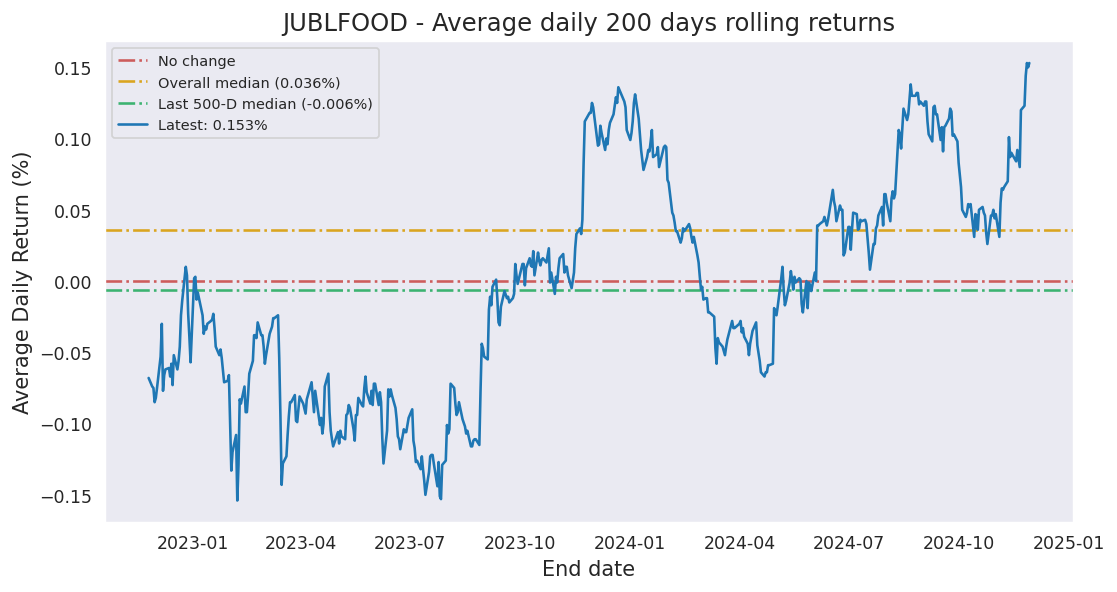 JUBLFOOD - Average daily 200 days rolling returns
No change
Overall median (0.036%)
Last 500-D median (-0.006%)
Latest: 0.153%
Average Daily Return (%)
0.15
0.10
0.05
0.00
−0.05
−0.10
−0.15
2023-01 2023-04 2023-07 2023-10 2024-01 2024-04 2024-07 2024-10 2025-01
End date